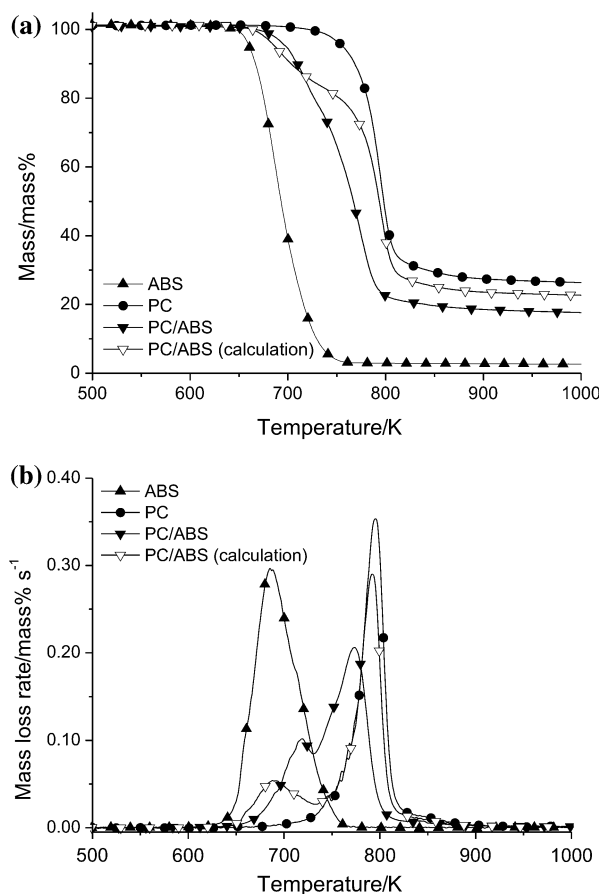 (a)
100
80
60
40
20
0
Mass/mass%
ABS
PC
PC/ABS
PC/ABS (calculation)
500 600 700 800 900 1000
Temperature/K
(b)
0.40
0.30
0.20
0.10
0.00
Mass loss rate/mass% s⁻¹
ABS
PC
PC/ABS
PC/ABS (calculation)
500 600 700 800 900 1000
Temperature/K